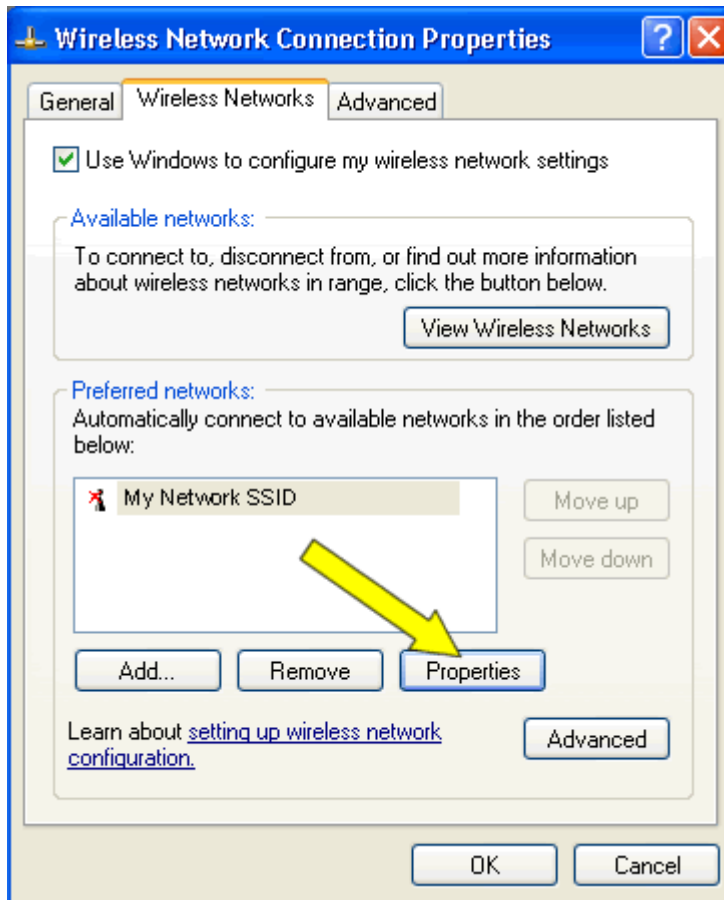 Wireless Network Connection Properties
General Wireless Networks Advanced
Use Windows to configure my wireless network settings
Available networks:
To connect to, disconnect from, or find out more information
about wireless networks in range, click the button below.
View Wireless Networks
Preferred networks:
Automatically connect to available networks in the order listed
below:
My Network SSID
Move up
Move down
Add... Remove Properties
Learn about setting up wireless network
configuration.
Advanced
OK Cancel